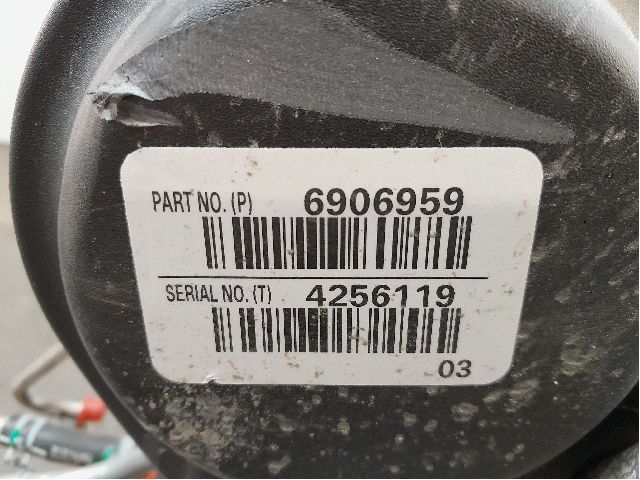 PART NO. (P) 6906959
SERIAL NO. (T) 4256119
03